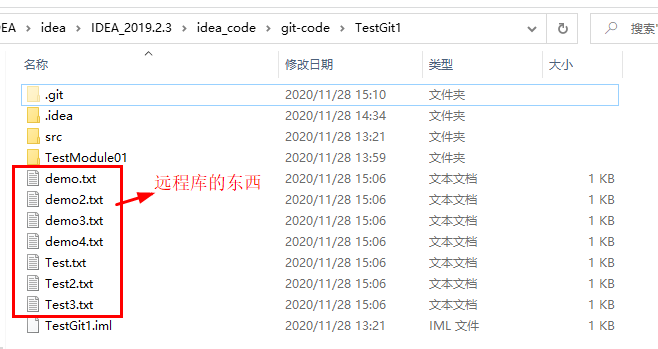 DEA › idea › IDEA_2019.2.3 › idea_code › git-code › TestGit1 搜索"
名称 修改日期 类型 大小
.git 2020/11/28 15:10 文件夹
.idea 2020/11/28 14:34 文件夹
src 2020/11/28 13:21 文件夹
TestModule01 2020/11/28 13:59 文件夹
demo.txt 2020/11/28 15:06 文本文档 1 KB
demo2.txt 2020/11/28 15:06 文本文档 1 KB
demo3.txt 2020/11/28 15:06 文本文档 1 KB
demo4.txt 2020/11/28 15:06 文本文档 1 KB
Test.txt 2020/11/28 15:06 文本文档 1 KB
Test2.txt 2020/11/28 15:06 文本文档 1 KB
Test3.txt 2020/11/28 15:06 文本文档 1 KB
TestGit1.iml 2020/11/28 13:21 IML 文件 1 KB
远程库的东西